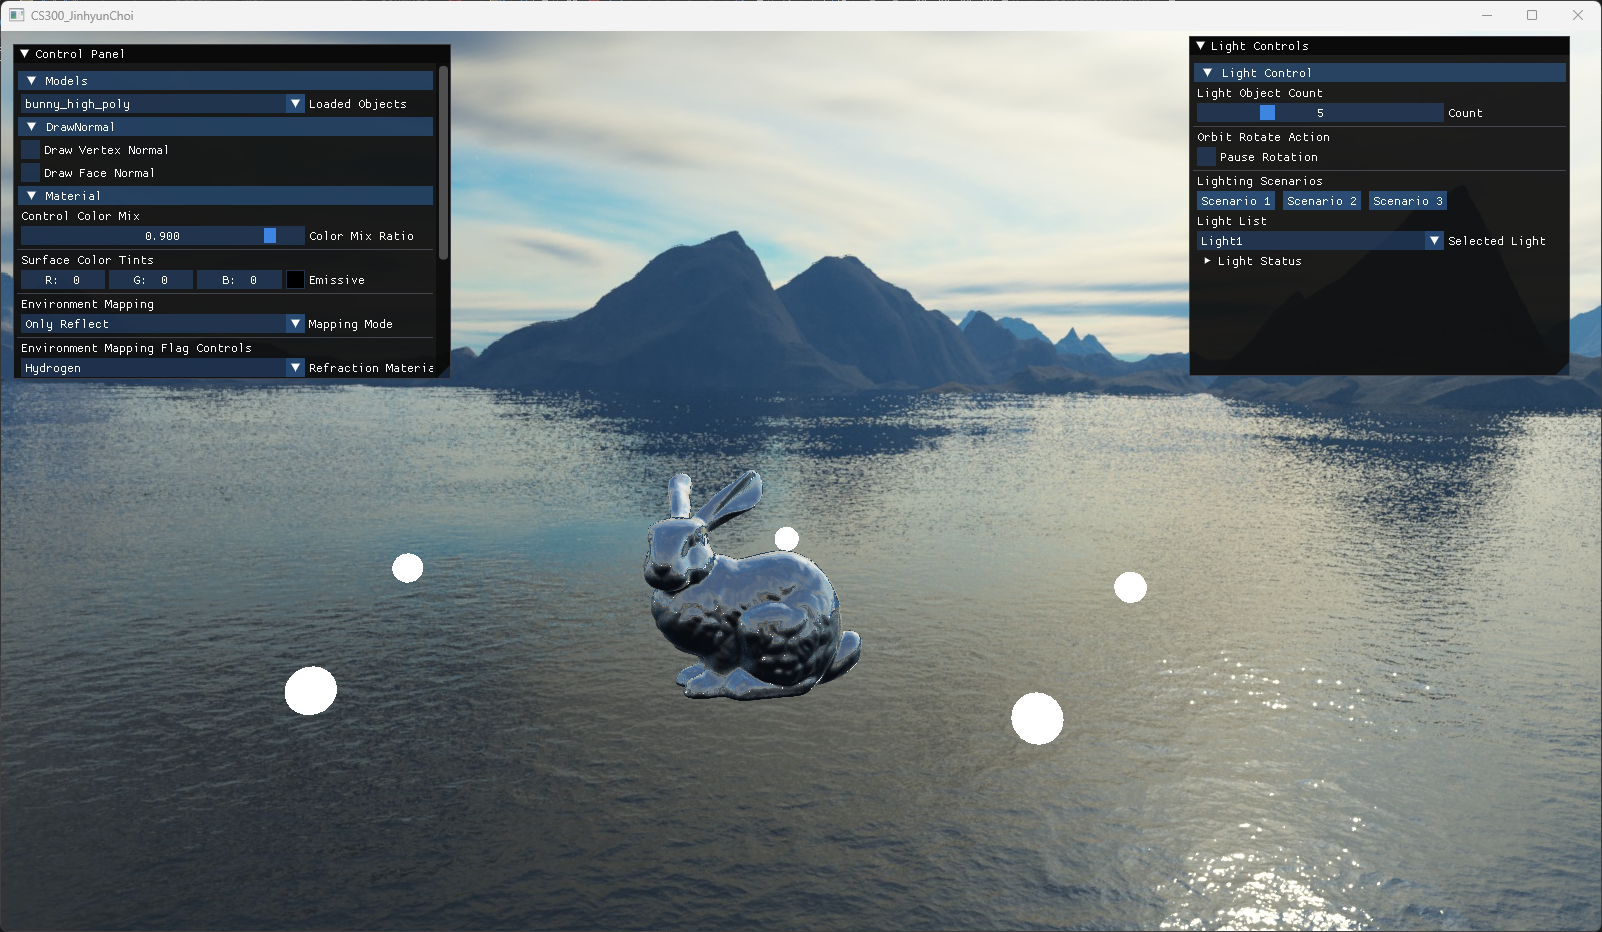 CS300_JinhyunChoi
Control Panel
Models
bunny_high_poly Loaded Objects
DrawNormal
Draw Vertex Normal
Draw Face Normal
Material
Control Color Mix
0.900 Color Mix Ratio
Surface Color Tints
R: 0 G: 0 B: 0 Emissive
Environment Mapping
Only Reflect Mapping Mode
Environment Mapping Flag Controls
Hydrogen Refraction Materia
Light Controls
Light Control
Light Object Count
5 Count
Orbit Rotate Action
Pause Rotation
Lighting Scenarios
Scenario 1 Scenario 2 Scenario 3
Light List
Light1 Selected Light
Light Status